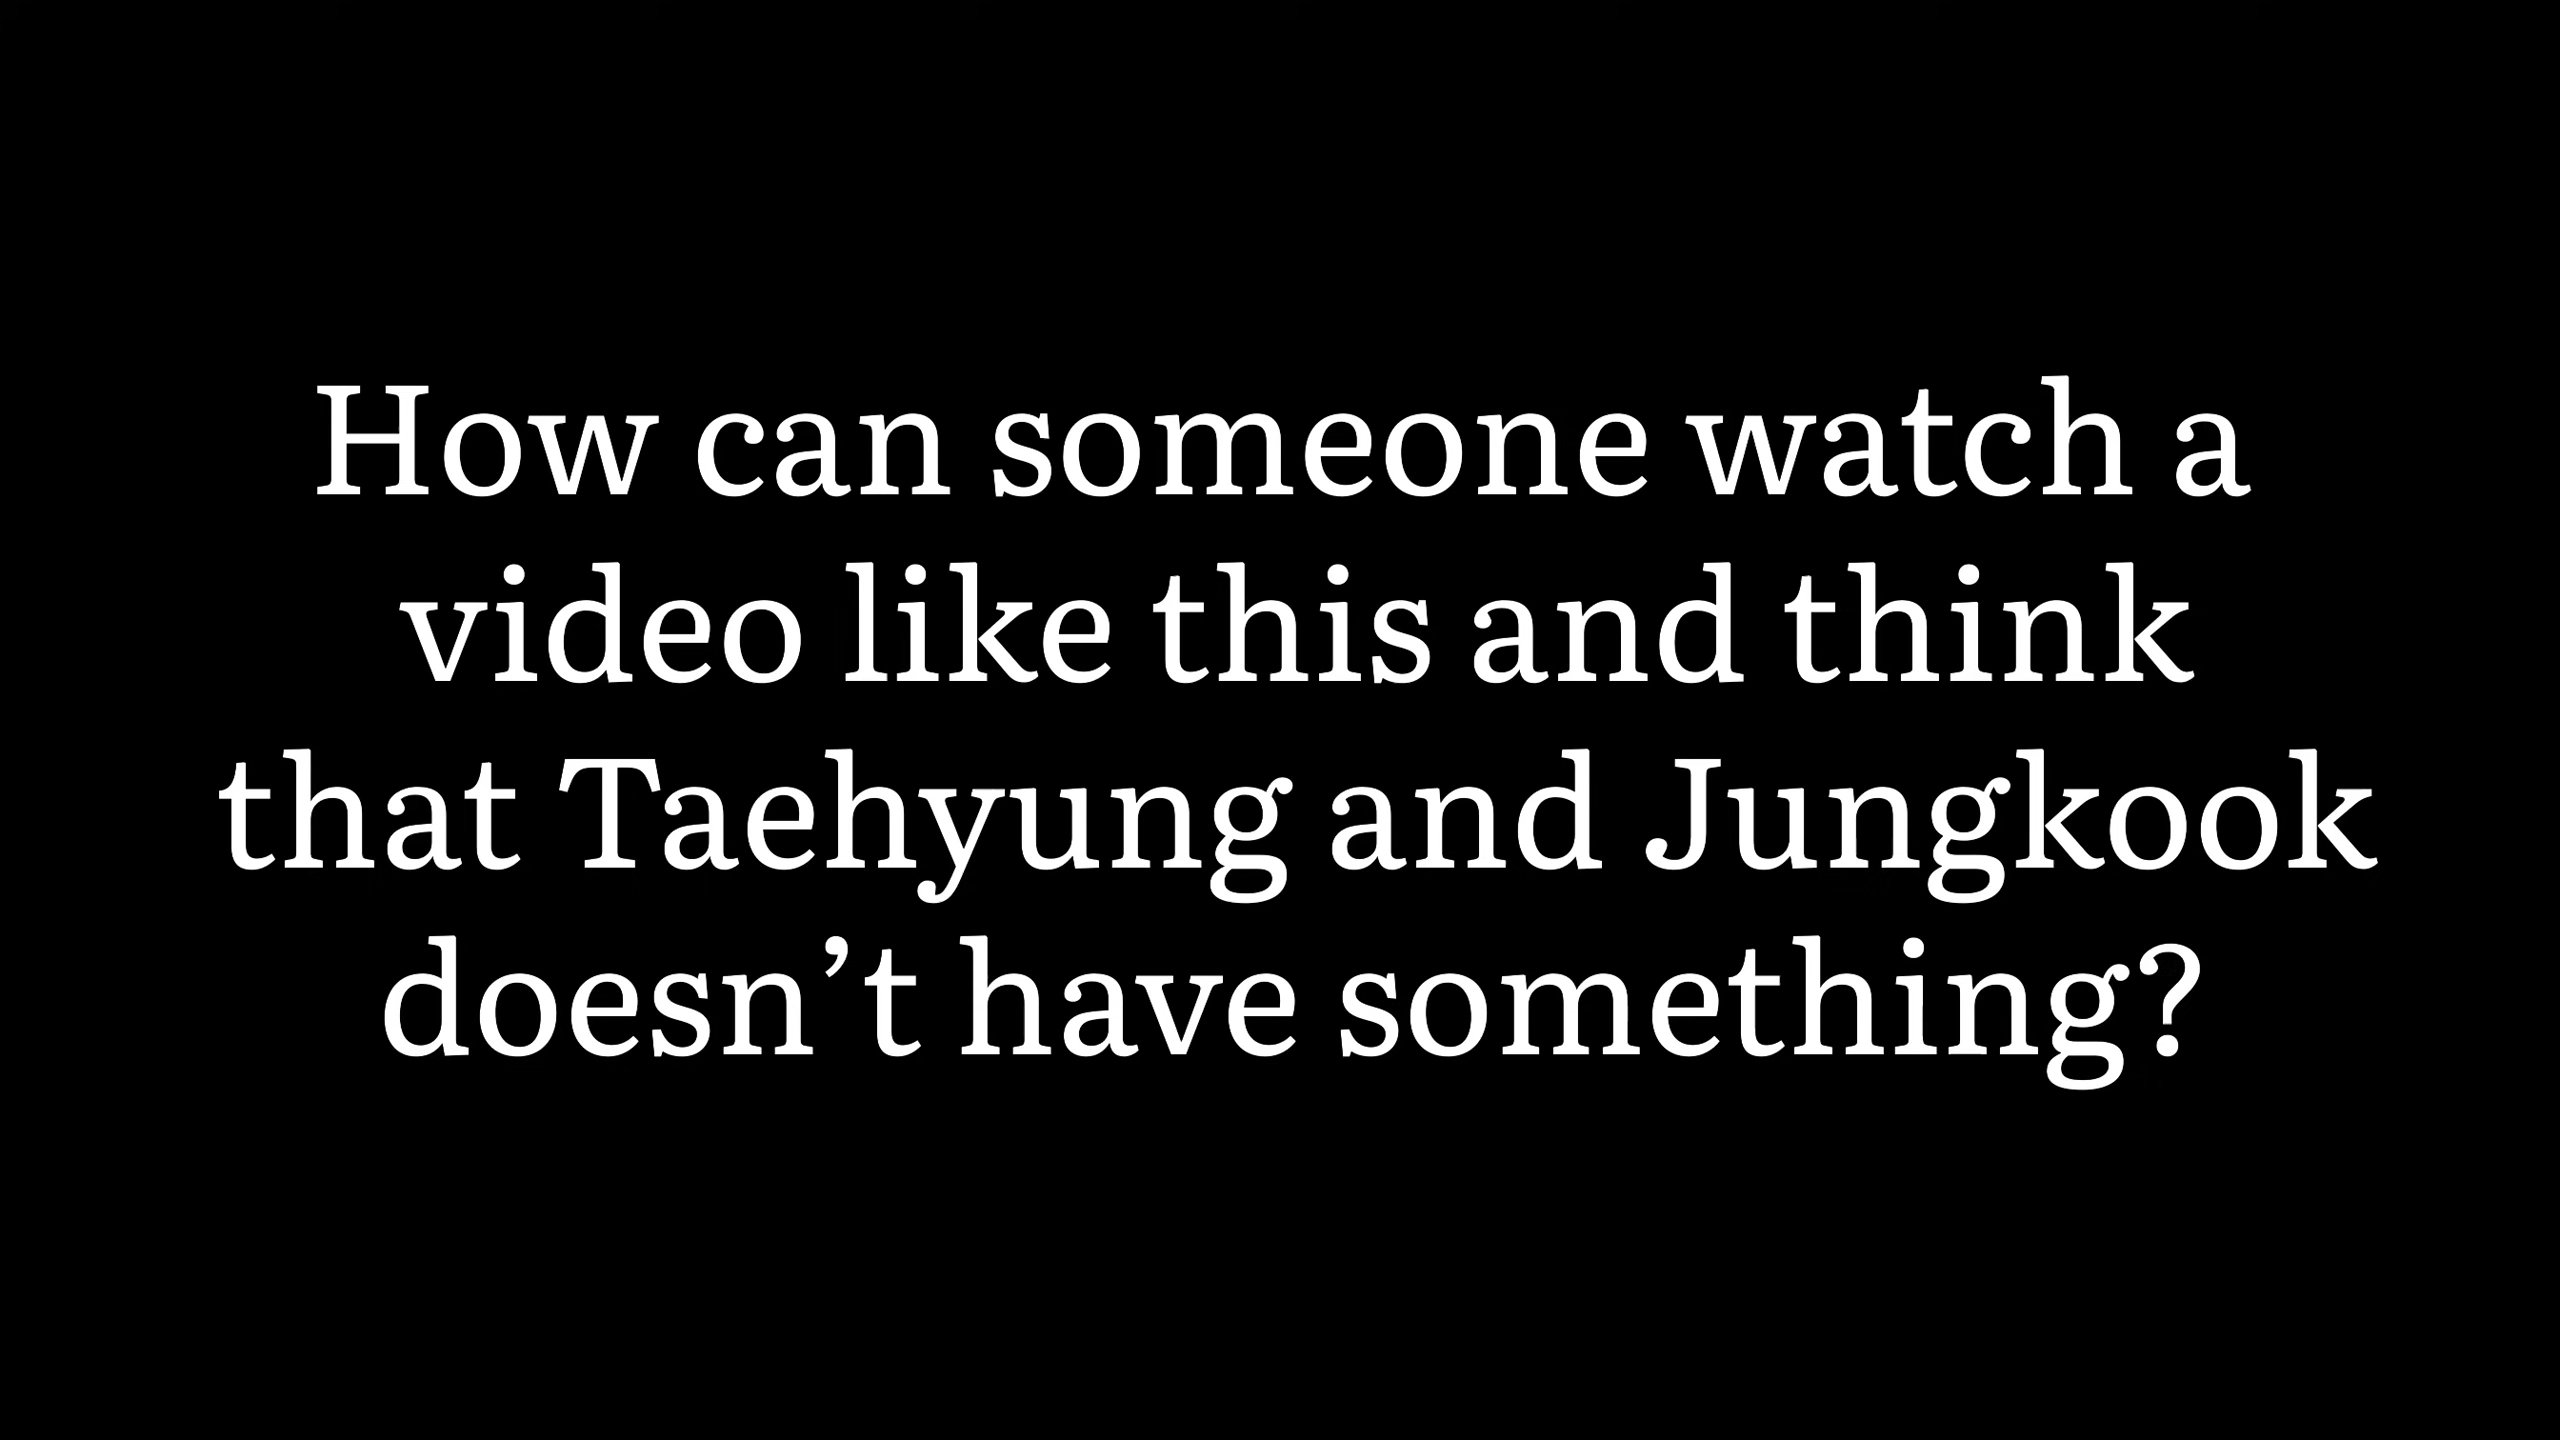 How can someone watch a
video like this and think
that Taehyung and Jungkook
doesn’t have something?